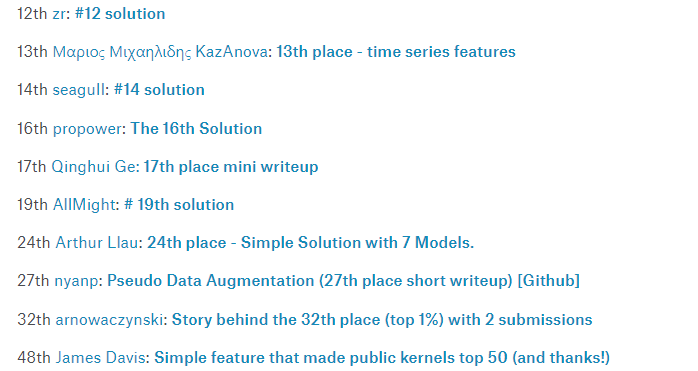 12th zr: #12 solution
13th Μαριος Μιχαηλιδης KazAnova: 13th place - time series features
14th seagull: #14 solution
16th propower: The 16th Solution
17th Qinghui Ge: 17th place mini writeup
19th AllMight: # 19th solution
24th Arthur Llau: 24th place - Simple Solution with 7 Models.
27th nyanp: Pseudo Data Augmentation (27th place short writeup) [Github]
32th arnowaczynski: Story behind the 32th place (top 1%) with 2 submissions
48th James Davis: Simple feature that made public kernels top 50 (and thanks!)